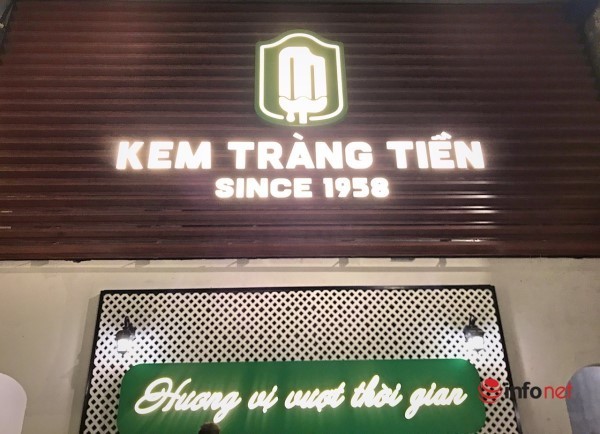 KEM TRÀNG TIỀN
SINCE 1958
Hương vị vượt thời gian
infonet